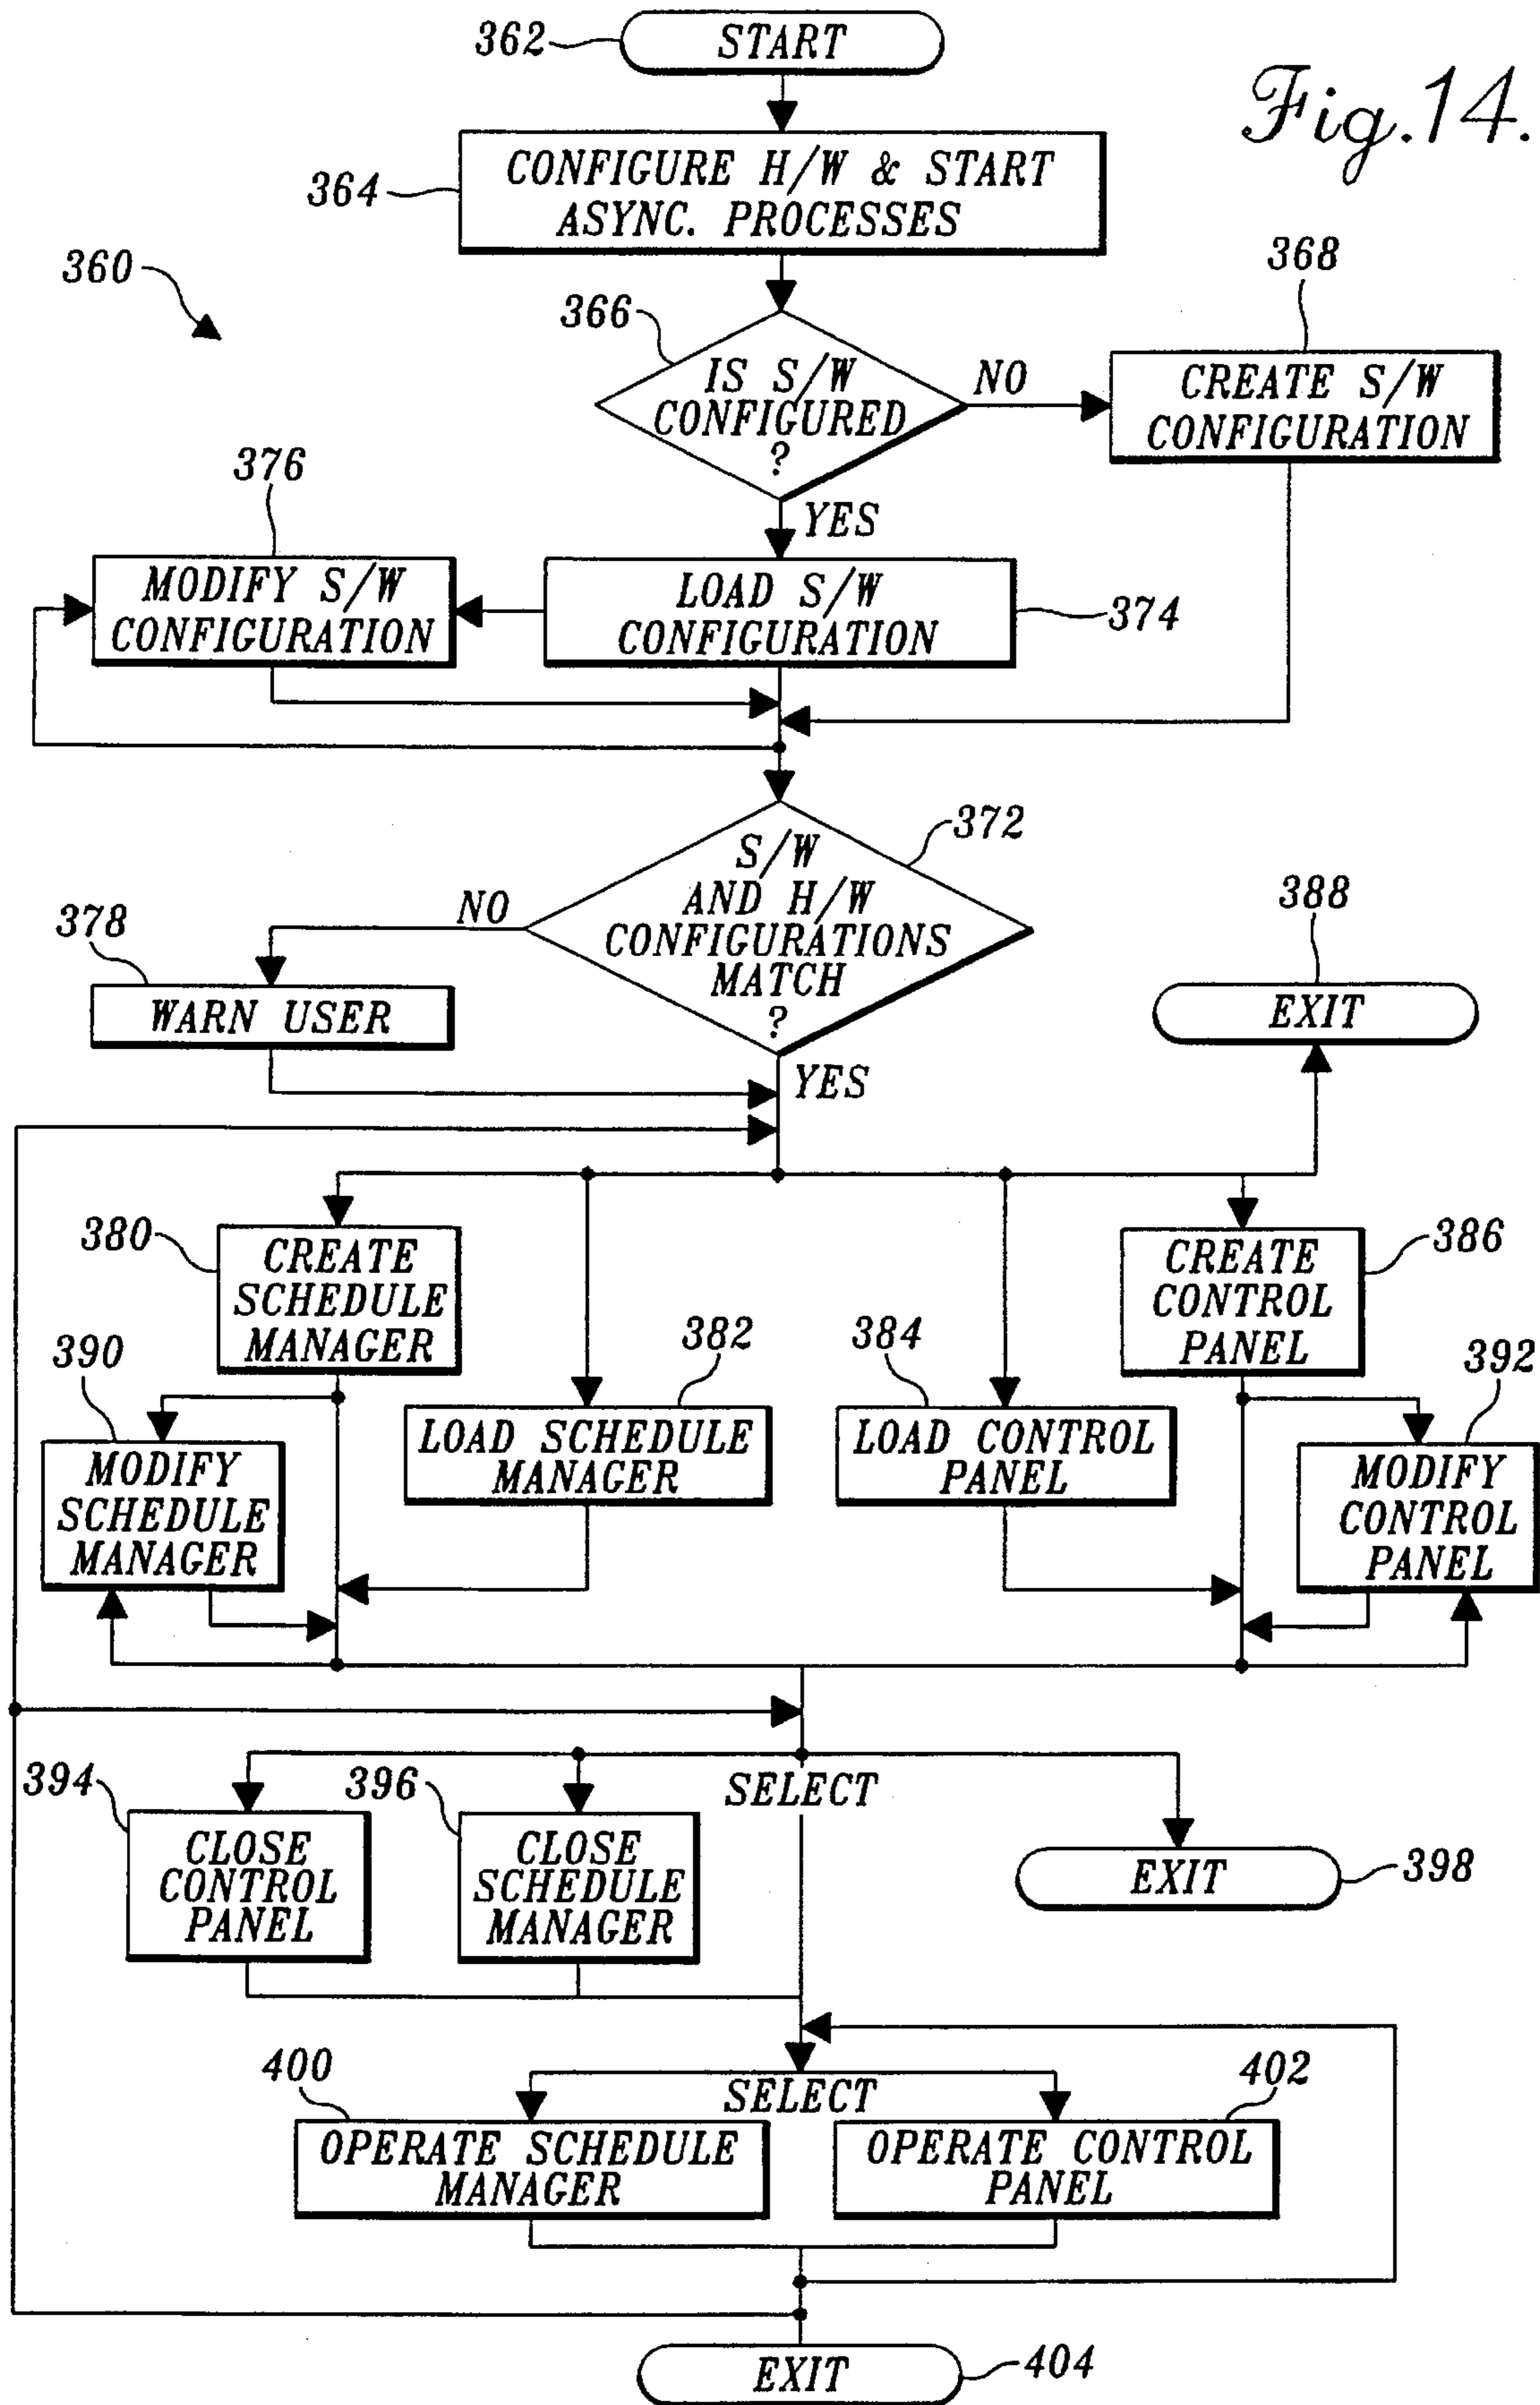 362
START
Fig.14.
364
CONFIGURE H/W & START
ASYNC. PROCESSES
360
366
IS S/W
CONFIGURED
?
NO
368
CREATE S/W
CONFIGURATION
YES
376
MODIFY S/W
CONFIGURATION
LOAD S/W
CONFIGURATION
374
372
S/W
AND H/W
CONFIGURATIONS
MATCH
?
NO
378
WARN USER
YES
388
EXIT
380
CREATE
SCHEDULE
MANAGER
386
CREATE
CONTROL
PANEL
390
MODIFY
SCHEDULE
MANAGER
382
LOAD SCHEDULE
MANAGER
384
LOAD CONTROL
PANEL
392
MODIFY
CONTROL
PANEL
394
CLOSE
CONTROL
PANEL
396
CLOSE
SCHEDULE
MANAGER
SELECT
EXIT
398
400
SELECT
402
OPERATE SCHEDULE
MANAGER
OPERATE CONTROL
PANEL
EXIT
404